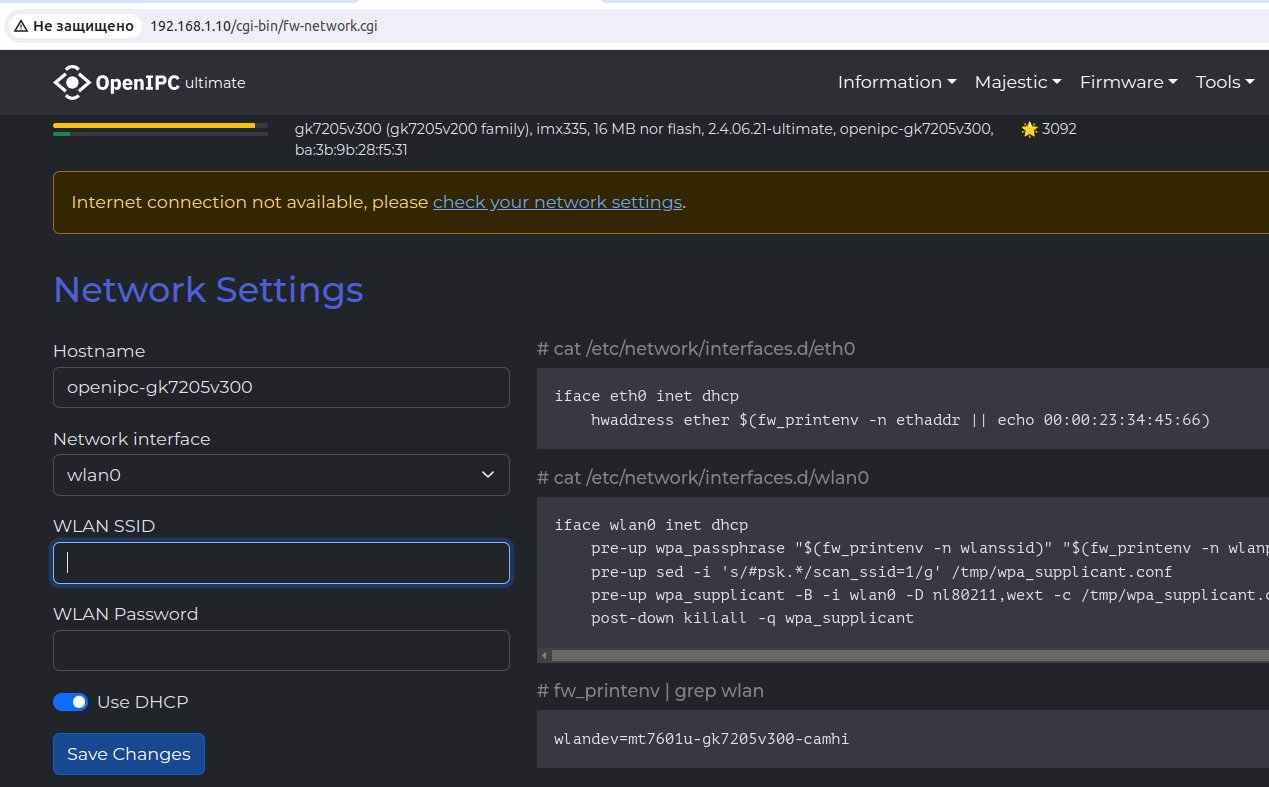 Не защищено 192.168.1.10/cgi-bin/fw-network.cgi
OpenIPC ultimate
Information Majestic Firmware Tools
gk7205v300 (gk7205v200 family), imx335, 16 MB nor flash, 2.4.06.21-ultimate, openipc-gk7205v300,
ba:3b:9b:28:f5:31
🌟 3092
Internet connection not available, please check your network settings.
Network Settings
Hostname
openipc-gk7205v300
Network interface
wlan0
WLAN SSID
WLAN Password
Use DHCP
Save Changes
# cat /etc/network/interfaces.d/eth0
iface eth0 inet dhcp
hwaddress ether $(fw_printenv -n ethaddr || echo 00:00:23:34:45:66)
# cat /etc/network/interfaces.d/wlan0
iface wlan0 inet dhcp
pre-up wpa_passphrase "$(fw_printenv -n wlanssid)" "$(fw_printenv -n wlanp
pre-up sed -i 's/#psk.*/scan_ssid=1/g' /tmp/wpa_supplicant.conf
pre-up wpa_supplicant -B -i wlan0 -D nl80211,wext -c /tmp/wpa_supplicant.c
post-down killall -q wpa_supplicant
# fw_printenv | grep wlan
wlandev=mt7601u-gk7205v300-camhi